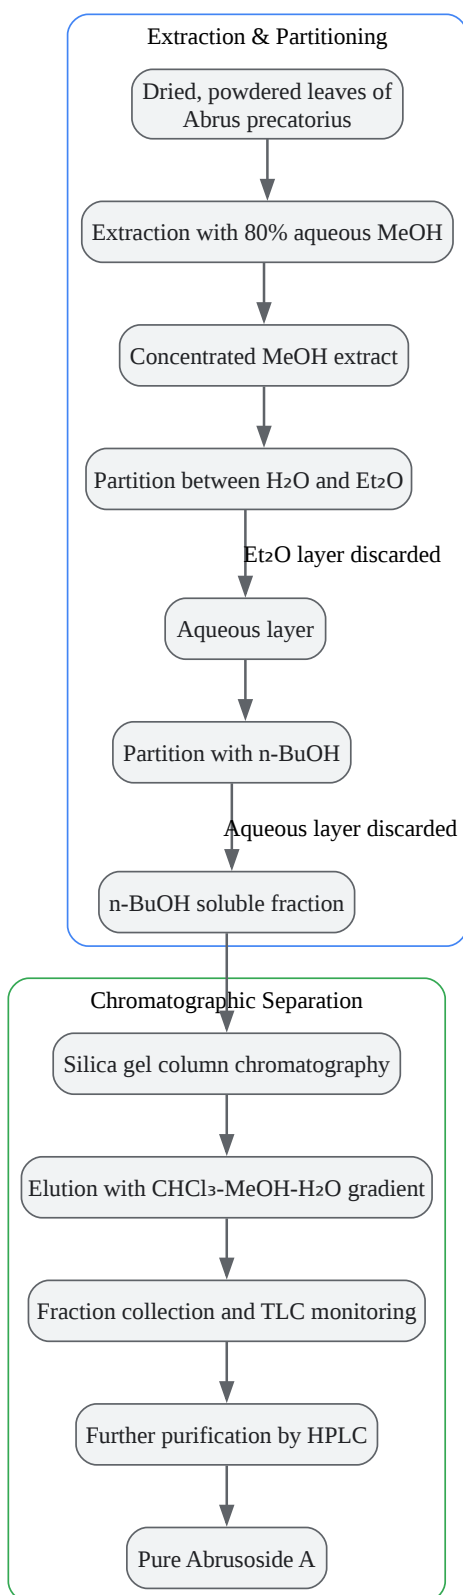 Extraction & Partitioning
Dried, powdered leaves of
Abrus precatorius
Extraction with 80% aqueous MeOH
Concentrated MeOH extract
Partition between H₂O and Et₂O
Et₂O layer discarded
Aqueous layer
Partition with n-BuOH
Aqueous layer discarded
n-BuOH soluble fraction
Chromatographic Separation
Silica gel column chromatography
Elution with CHCl₃-MeOH-H₂O gradient
Fraction collection and TLC monitoring
Further purification by HPLC
Pure Abrusoside A